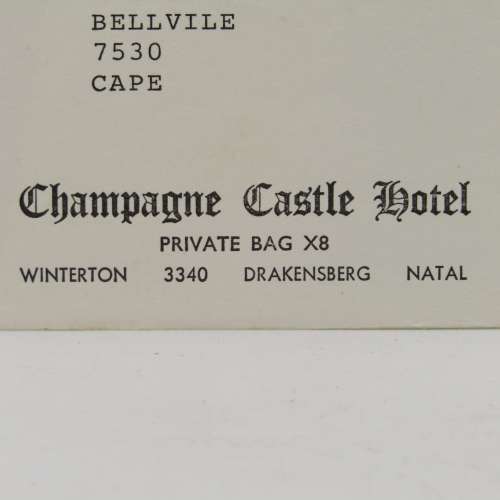 BELLVILE
7530
CAPE
Champagne Castle Hotel
PRIVATE BAG X8
WINTERTON 3340 DRAKENSBERG NATAL